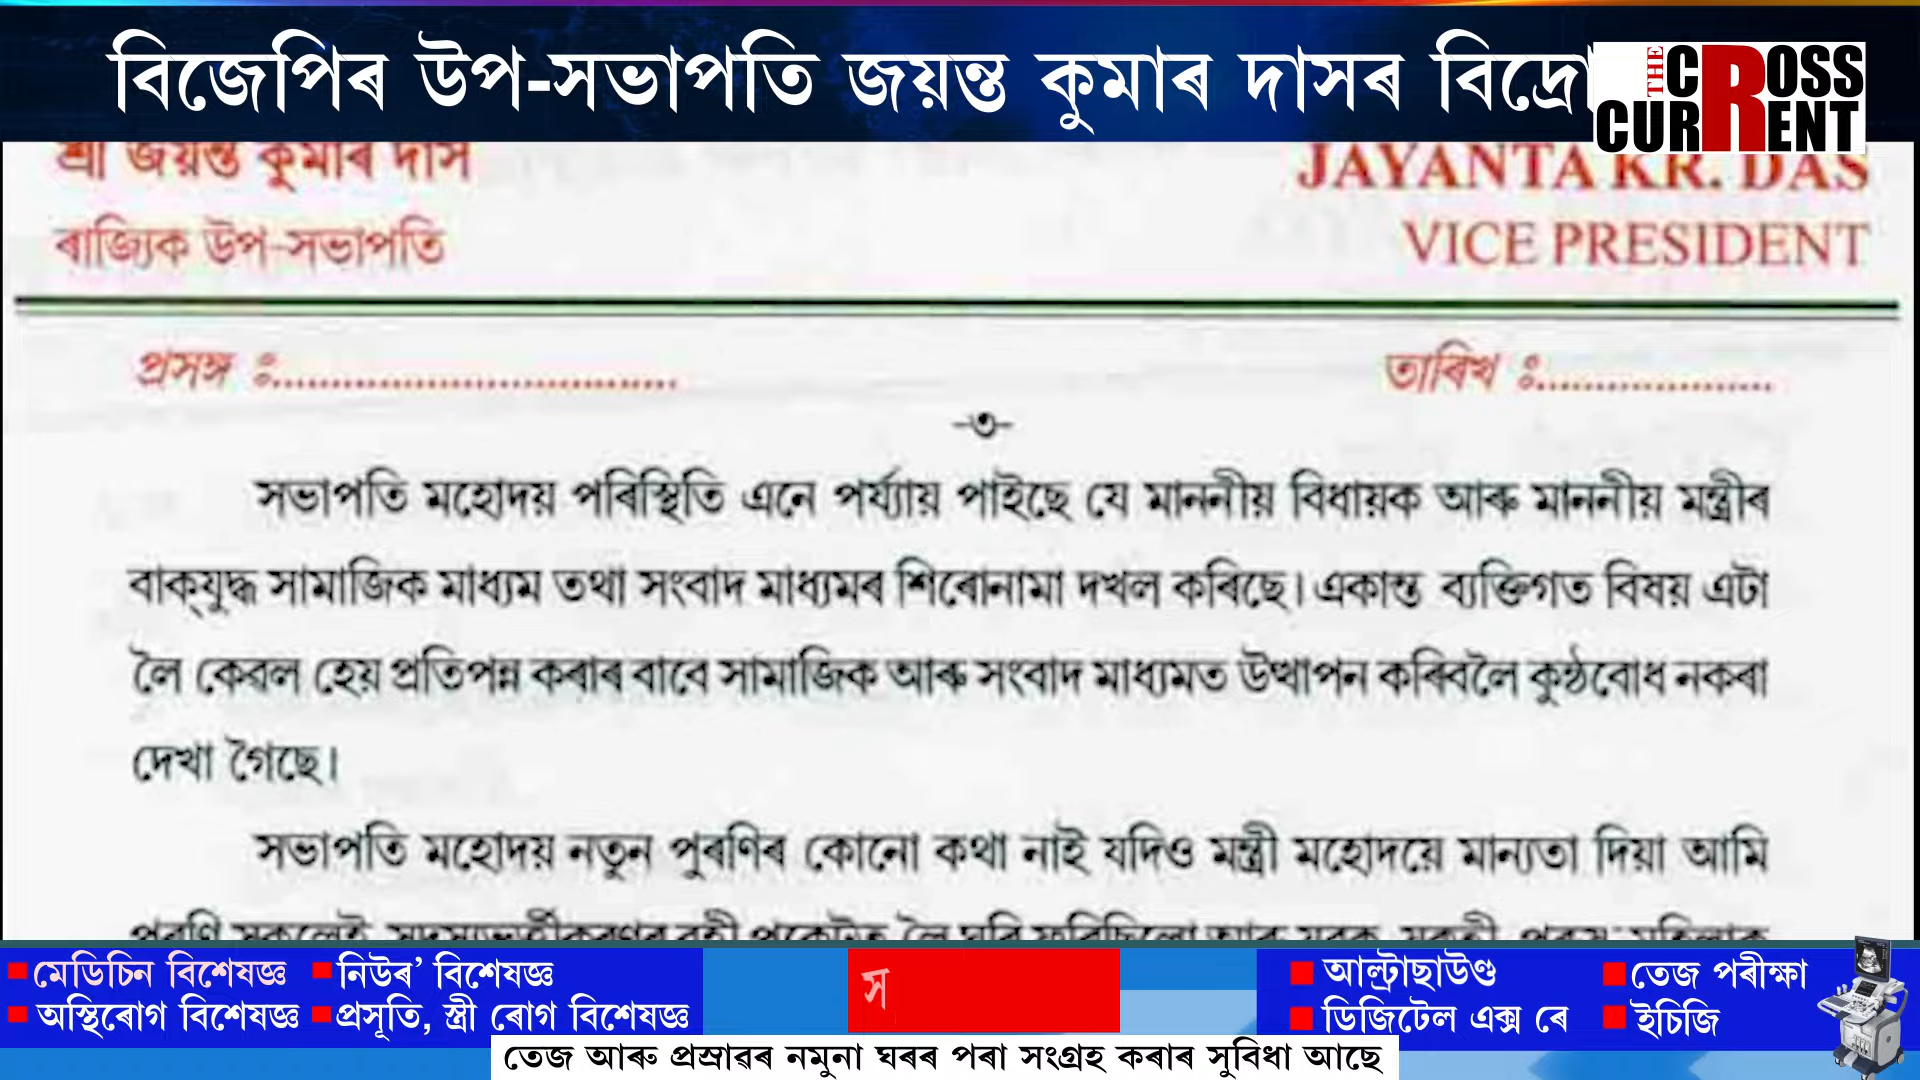 বিজেপিৰ উপ-সভাপতি জয়ন্ত কুমাৰ দাসৰ বিদ্ৰো
THE CROSS
CURRENT
শ্ৰী জয়ন্ত কুমাৰ দাস
JAYANTA KR. DAS
ৰাজ্যিক উপ-সভাপতি
VICE PRESIDENT
প্ৰসঙ্গ ঃ..................................
তাৰিখ ঃ....................
-৩-
সভাপতি মহোদয় পৰিস্থিতি এনে পৰ্য্যায় পাইছে যে মাননীয় বিধায়ক আৰু মাননীয় মন্ত্ৰীৰ
বাক্‌যুদ্ধ সামাজিক মাধ্যম তথা সংবাদ মাধ্যমৰ শিৰোনামা দখল কৰিছে। একান্ত ব্যক্তিগত বিষয় এটা
লৈ কেৱল হেয় প্ৰতিপন্ন কৰাৰ বাবে সামাজিক আৰু সংবাদ মাধ্যমত উত্থাপন কৰিবলৈ কুণ্ঠবোধ নকৰা
দেখা গৈছে।
সভাপতি মহোদয় নতুন পুৰণিৰ কোনো কথা নাই যদিও মন্ত্ৰী মহোদয়ে মান্যতা দিয়া আমি
মেডিচিন বিশেষজ্ঞ
নিউৰ' বিশেষজ্ঞ
অস্থিৰোগ বিশেষজ্ঞ
প্ৰসূতি, স্ত্ৰী ৰোগ বিশেষজ্ঞ
স
আল্ট্ৰাছাউণ্ড
তেজ পৰীক্ষা
ডিজিটেল এক্স ৰে
ইচিজি
তেজ আৰু প্ৰস্ৰাৱৰ নমুনা ঘৰৰ পৰা সংগ্ৰহ কৰাৰ সুবিধা আছে